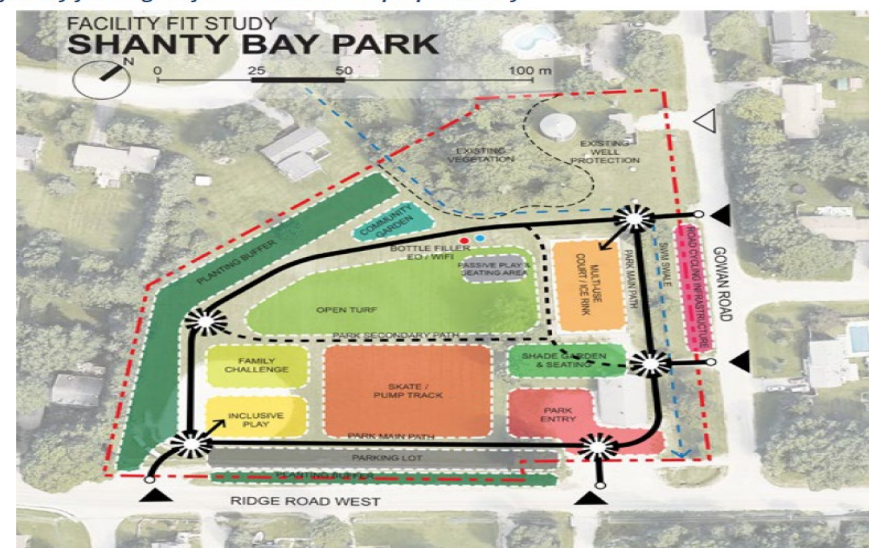 FACILITY FIT STUDY
SHANTY BAY PARK
N
0 25 50 100 m
EXISTING
VEGETATION
EXISTING
WELL
PROTECTION
PLANTING BUFFER
COMMUNITY
GARDEN
BOTTLE FILLER
EO / WIFI
PASSIVE PLAY &
SEATING AREA
MULTI-USE
COURT / ICE RINK
PARK MAIN PATH
SWM SWALE
ROAD CYCLING INFRASTRUCTURE
GOWAN ROAD
OPEN TURF
PARK SECONDARY PATH
FAMILY
CHALLENGE
SKATE /
PUMP TRACK
SHADE GARDEN
& SEATING
INCLUSIVE
PLAY
PARK
ENTRY
PARK MAIN PATH
PARKING LOT
PLANTING BUFFER
RIDGE ROAD WEST